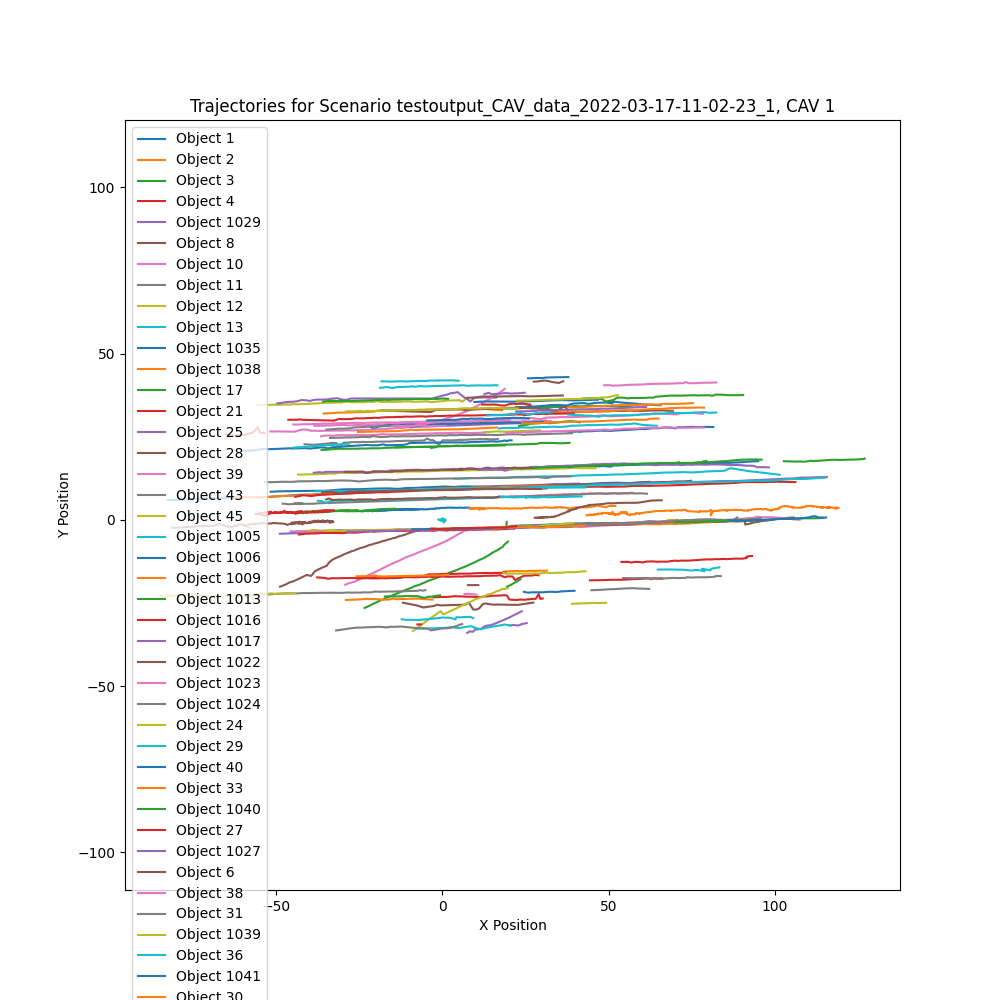 Trajectories for Scenario testoutput_CAV_data_2022-03-17-11-02-23_1, CAV 1
Object 1
Object 2
Object 3
Object 4
Object 1029
Object 8
Object 10
Object 11
Object 12
Object 13
Object 1035
Object 1038
Object 17
Object 21
Object 25
Object 28
Object 39
Object 43
Object 45
Object 1005
Object 1006
Object 1009
Object 1013
Object 1016
Object 1017
Object 1022
Object 1023
Object 1024
Object 24
Object 29
Object 40
Object 33
Object 1040
Object 27
Object 1027
Object 6
Object 38
Object 31
Object 1039
Object 36
Object 1041
Object 30
100
50
0
−50
−100
Y Position
−50
0
50
100
X Position